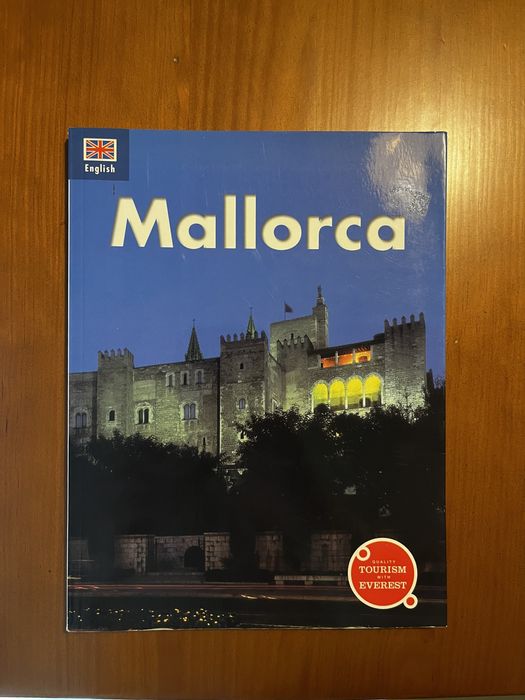 English
Mallorca
QUALITY
TOURISM
WITH
EVEREST